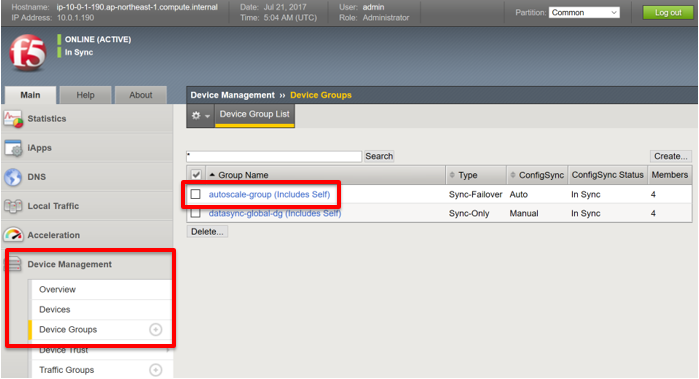 Hostname: ip-10-0-1-190.ap-northeast-1.compute.internal Date: Jul 21, 2017 User: admin
IP Address: 10.0.1.190 Time: 5:04 AM (UTC) Role: Administrator
Partition: Common Log out
f5
ONLINE (ACTIVE)
In Sync
Main Help About
Device Management ›› Device Groups
Device Group List
Statistics
iApps
DNS
Local Traffic
Acceleration
Device Management
Overview
Devices
Device Groups
Device Trust
Traffic Groups
* Search Create...
Group Name Type ConfigSync ConfigSync Status Members
autoscale-group (Includes Self) Sync-Failover Auto In Sync 4
datasync-global-dg (Includes Self) Sync-Only Manual In Sync 4
Delete...